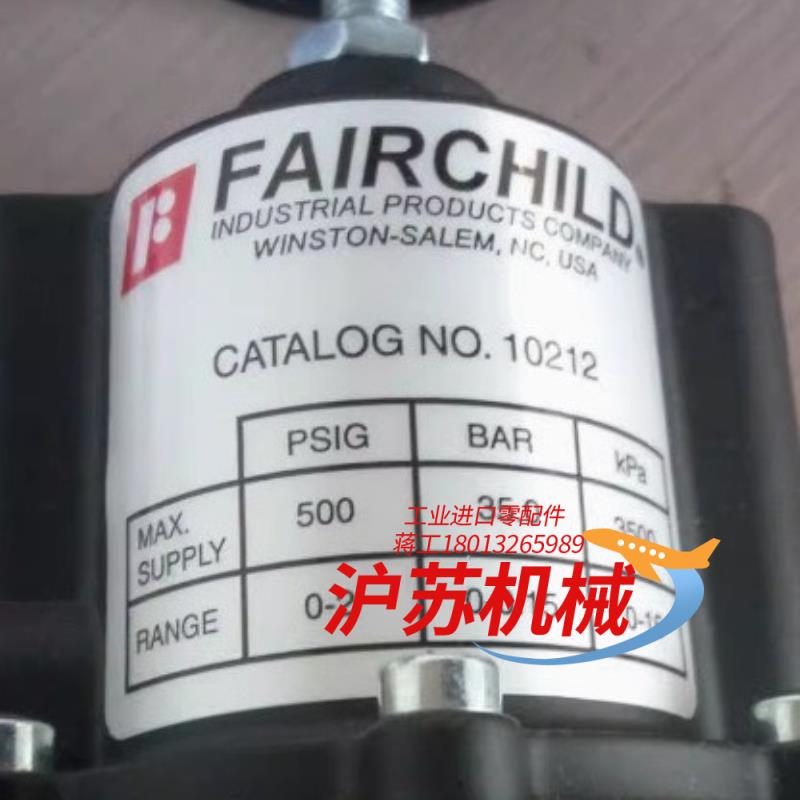 FAIRCHILD
INDUSTRIAL PRODUCTS COMPANY
WINSTON-SALEM, NC, USA
CATALOG NO. 10212
PSIG BAR kPa
MAX. SUPPLY 500
工业进口零配件
蒋工18013265989
沪苏机械
RANGE